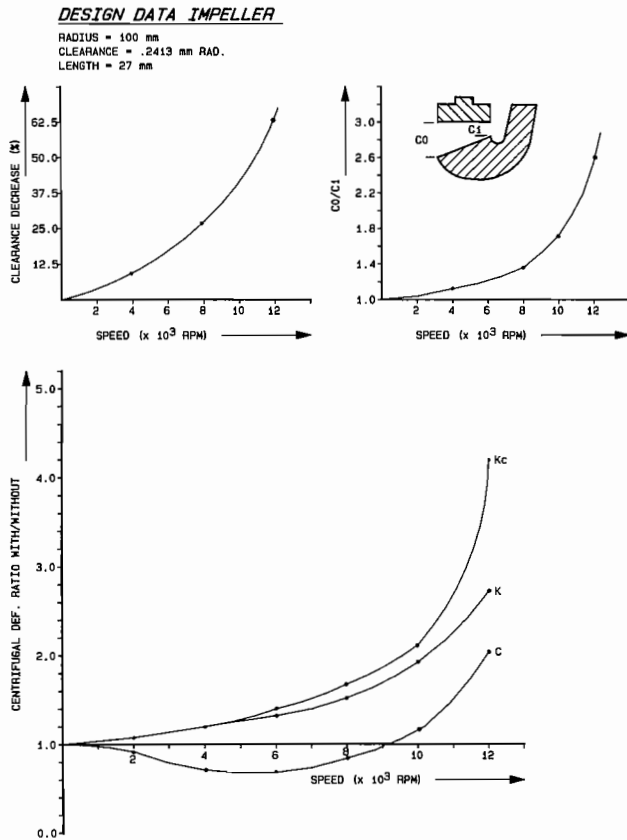 DESIGN DATA IMPELLER
RADIUS = 100 mm
CLEARANCE = .2413 mm RAD.
LENGTH = 27 mm
CLEARANCE DECREASE (%)
62.5
50.0
37.5
25.0
12.5
2 4 6 8 10 12
SPEED (x 10³ RPM)
C0/Ci
3.0
2.6
2.2
1.8
1.4
1.0
C0
Ci
2 4 6 8 10 12
SPEED (x 10³ RPM)
CENTRIFUGAL DEF. RATIO WITH/WITHOUT
5.0
4.0
3.0
2.0
1.0
0.0
Kc
K
C
2 4 6 8 10 12
SPEED (x 10³ RPM)